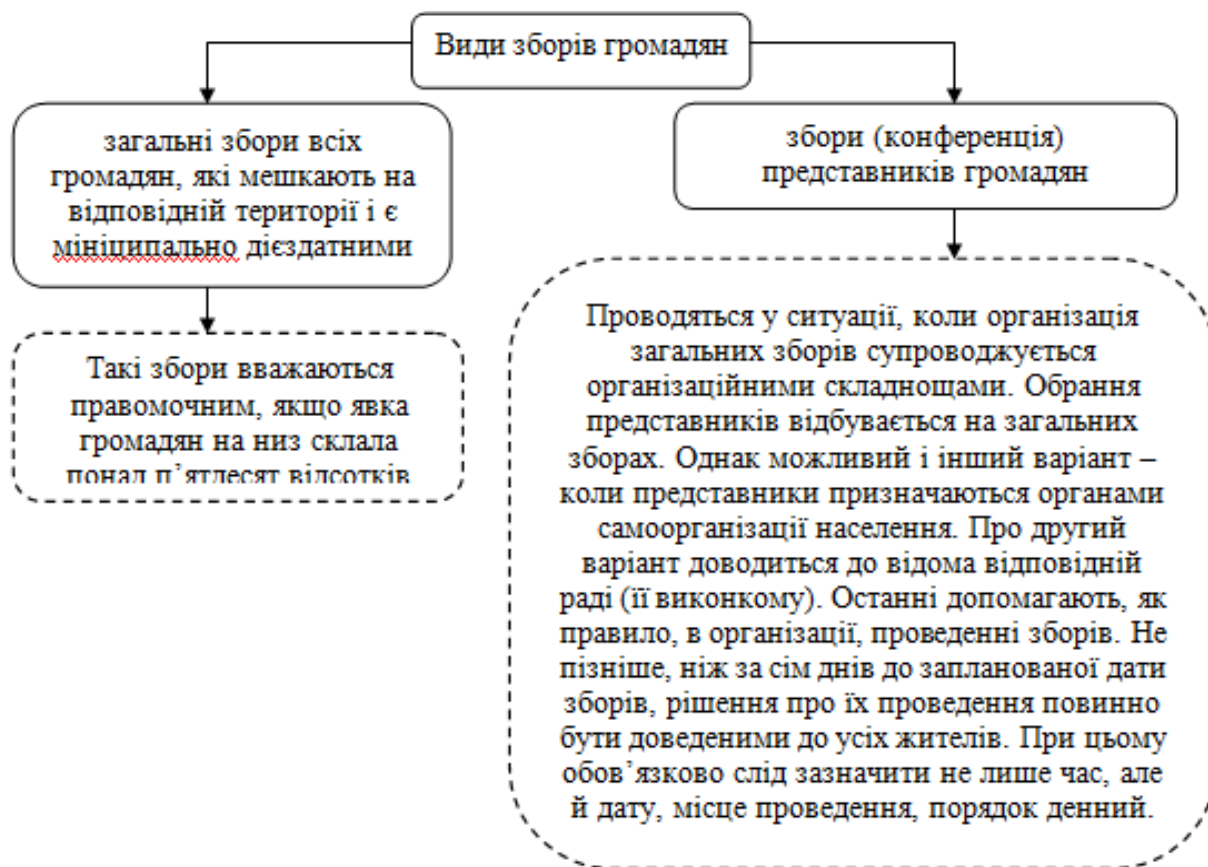 Види зборів громадян
загальні збори всіх
громадян, які мешкають на
відповідній території і є
мініципально дієздатними
Такі збори вважаються
правомочним, якщо явка
громадян на низ склала
понад п’ятлесят відсотків
збори (конференція)
представників громадян
Проводяться у ситуації, коли організація
загальних зборів супроводжується
організаційними складнощами. Обрання
представників відбувається на загальних
зборах. Однак можливий і інший варіант –
коли представники призначаються органами
самоорганізації населення. Про другий
варіант доводиться до відома відповідній
раді (її виконкому). Останні допомагають, як
правило, в організації, проведенні зборів. Не
пізніше, ніж за сім днів до запланованої дати
зборів, рішення про їх проведення повинно
бути доведеними до усіх жителів. При цьому
обов’язково слід зазначити не лише час, але
й дату, місце проведення, порядок денний.